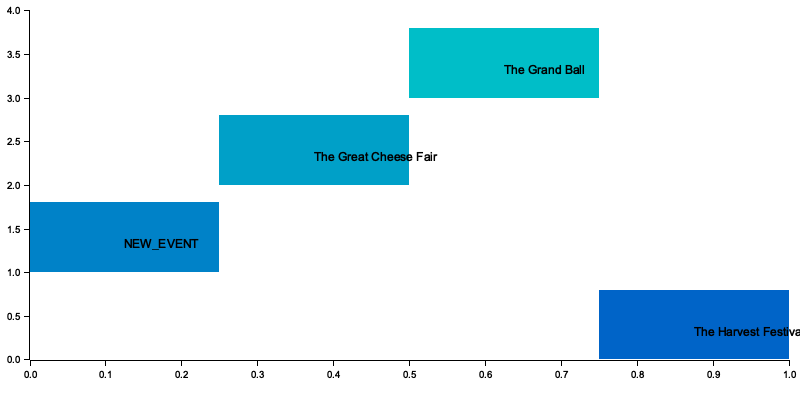 4.0
3.5
The Grand Ball
3.0
2.5
The Great Cheese Fair
2.0
1.5
NEW_EVENT
1.0
0.5
The Harvest Festiva
0.0
0.0 0.1 0.2 0.3 0.4 0.5 0.6 0.7 0.8 0.9 1.0